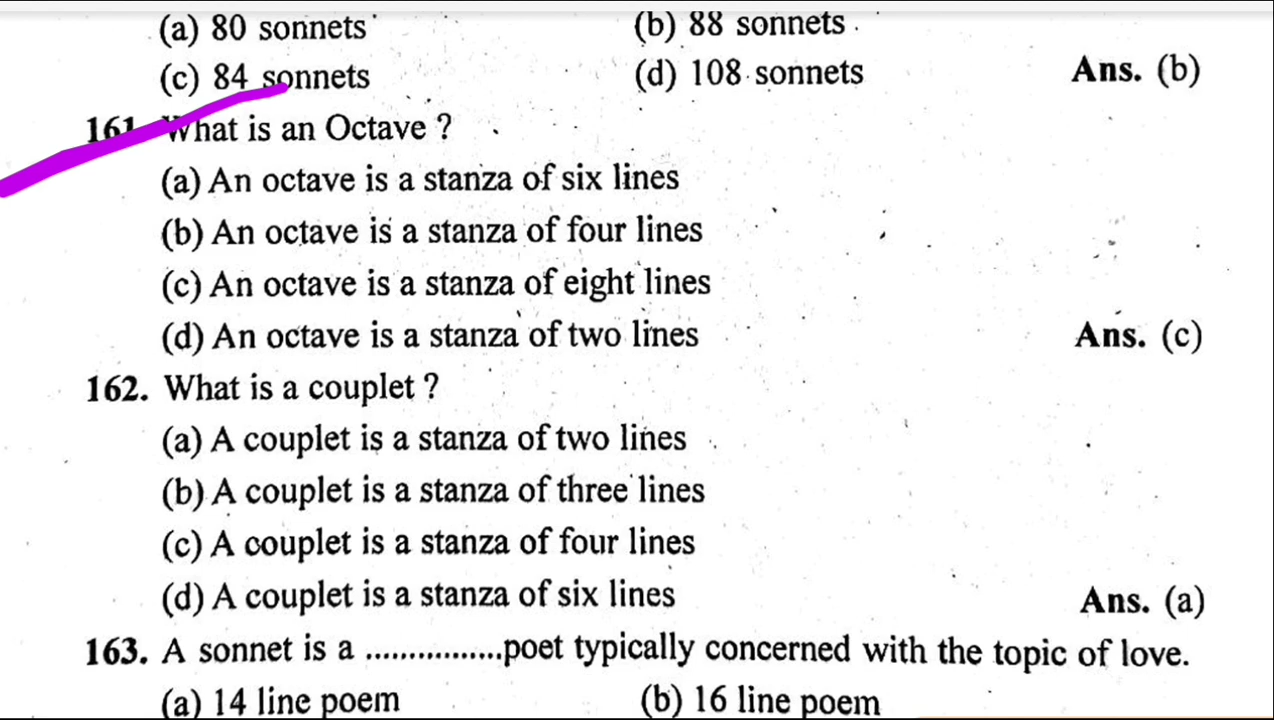 (a) 80 sonnets (b) 88 sonnets
(c) 84 sonnets (d) 108 sonnets Ans. (b)
161. What is an Octave ?
(a) An octave is a stanza of six lines
(b) An octave is a stanza of four lines
(c) An octave is a stanza of eight lines
(d) An octave is a stanza of two lines Ans. (c)
162. What is a couplet ?
(a) A couplet is a stanza of two lines
(b) A couplet is a stanza of three lines
(c) A couplet is a stanza of four lines
(d) A couplet is a stanza of six lines Ans. (a)
163. A sonnet is a ................poet typically concerned with the topic of love.
(a) 14 line poem (b) 16 line poem